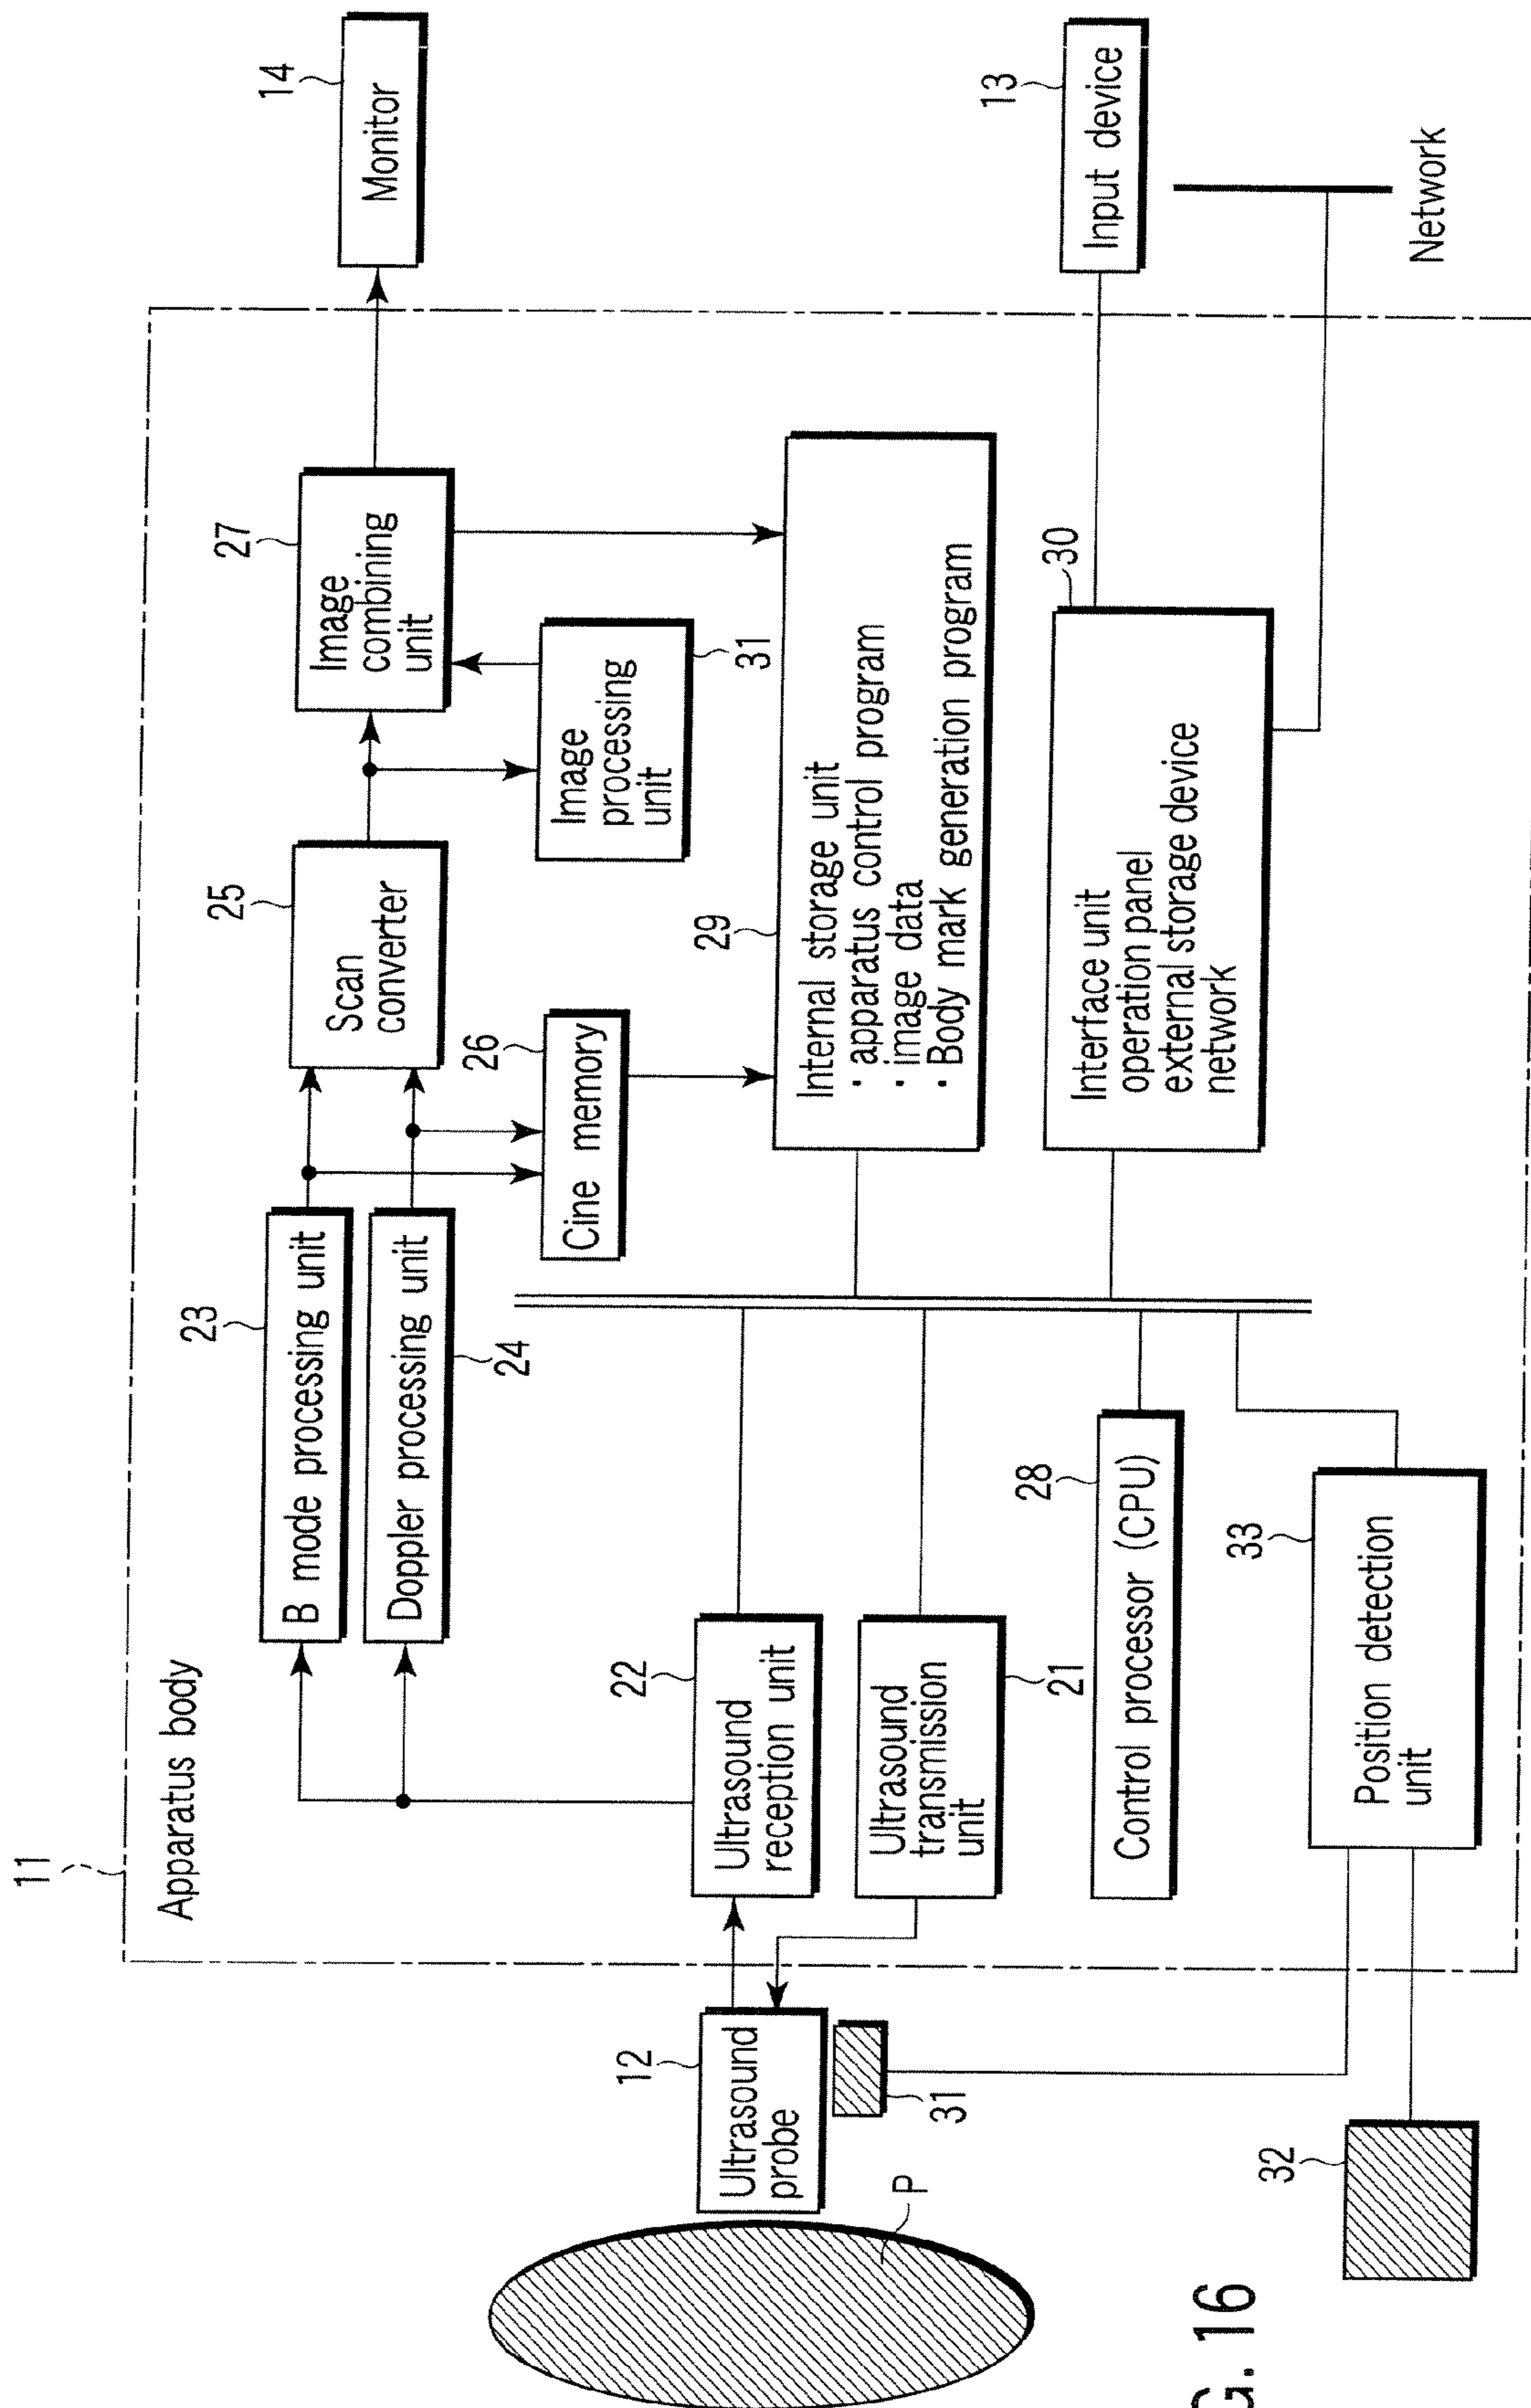 11
Apparatus body
14
Monitor
23
B mode processing unit
24
Doppler processing unit
25
Scan
converter
26
Cine memory
27
Image
combining
unit
31
Image
processing
unit
12
Ultrasound
probe
P
31
22
Ultrasound
reception unit
21
Ultrasound
transmission
unit
28
Control processor (CPU)
29
Internal storage unit
· apparatus control program
· image data
· Body mark generation program
30
Interface unit
operation panel
external storage device
network
13
Input device
Network
32
33
Position detection
unit
G. 16